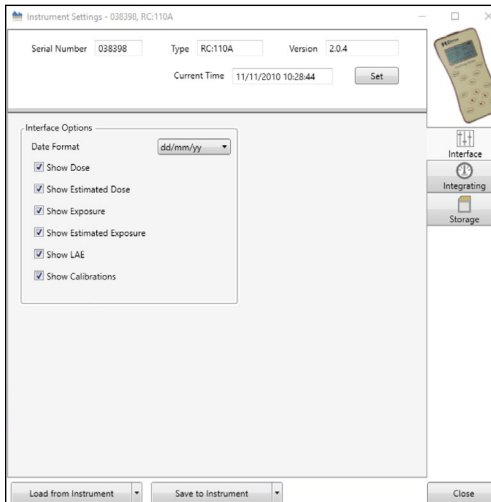 Instrument Settings - 038398, RC:110A
Serial Number 038398 Type RC:110A Version 2.0.4
Current Time 11/11/2010 10:28:44 Set
Interface Options
Date Format dd/mm/yy
Show Dose
Show Estimated Dose
Show Exposure
Show Estimated Exposure
Show LAE
Show Calibrations
Interface
Integrating
Storage
Load from Instrument Save to Instrument Close